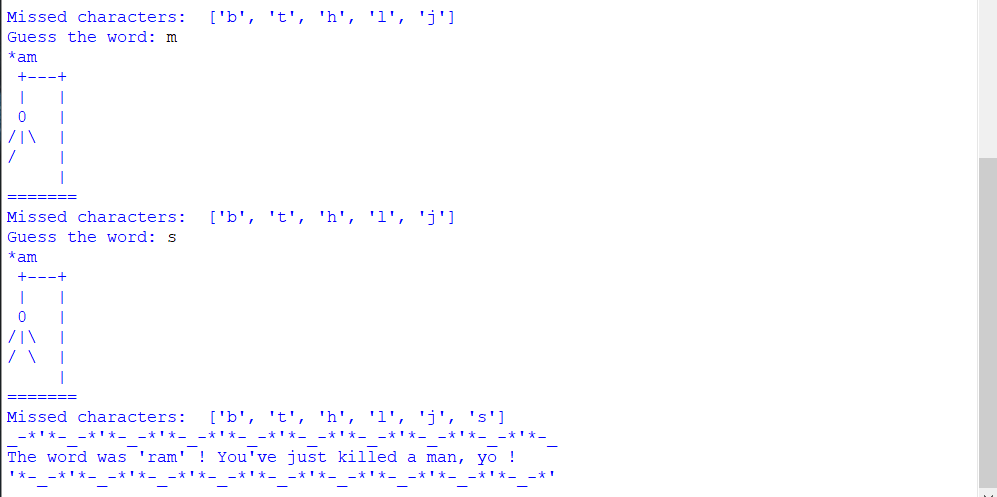 Missed characters:  ['b', 't', 'h', 'l', 'j']
Guess the word: m
*am
 +---+
 |   |
 0   |
/|\  |
/    |
     |
=======
Missed characters:  ['b', 't', 'h', 'l', 'j']
Guess the word: s
*am
 +---+
 |   |
 0   |
/|\  |
/ \  |
     |
=======
Missed characters:  ['b', 't', 'h', 'l', 'j', 's']
_-*'*-_-*'*-_-*'*-_-*'*-_-*'*-_-*'*-_-*'*-_-*'*-_-*'*-_
The word was 'ram' ! You've just killed a man, yo !
'*-_-*'*-_-*'*-_-*'*-_-*'*-_-*'*-_-*'*-_-*'*-_-*'*-_-*'